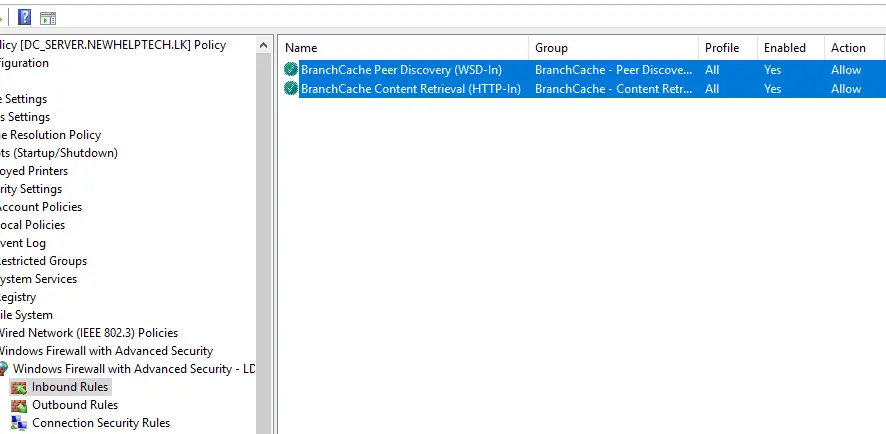 licy [DC_SERVER.NEWHELPTECH.LK] Policy
figuration
e Settings
s Settings
e Resolution Policy
ts (Startup/Shutdown)
oyed Printers
rity Settings
Account Policies
ocal Policies
vent Log
Restricted Groups
ystem Services
egistry
ile System
Wired Network (IEEE 802.3) Policies
Windows Firewall with Advanced Security
Windows Firewall with Advanced Security - LD
Inbound Rules
Outbound Rules
Connection Security Rules
Name Group Profile Enabled Action
BranchCache Peer Discovery (WSD-In) BranchCache - Peer Discove... All Yes Allow
BranchCache Content Retrieval (HTTP-In) BranchCache - Content Retr... All Yes Allow